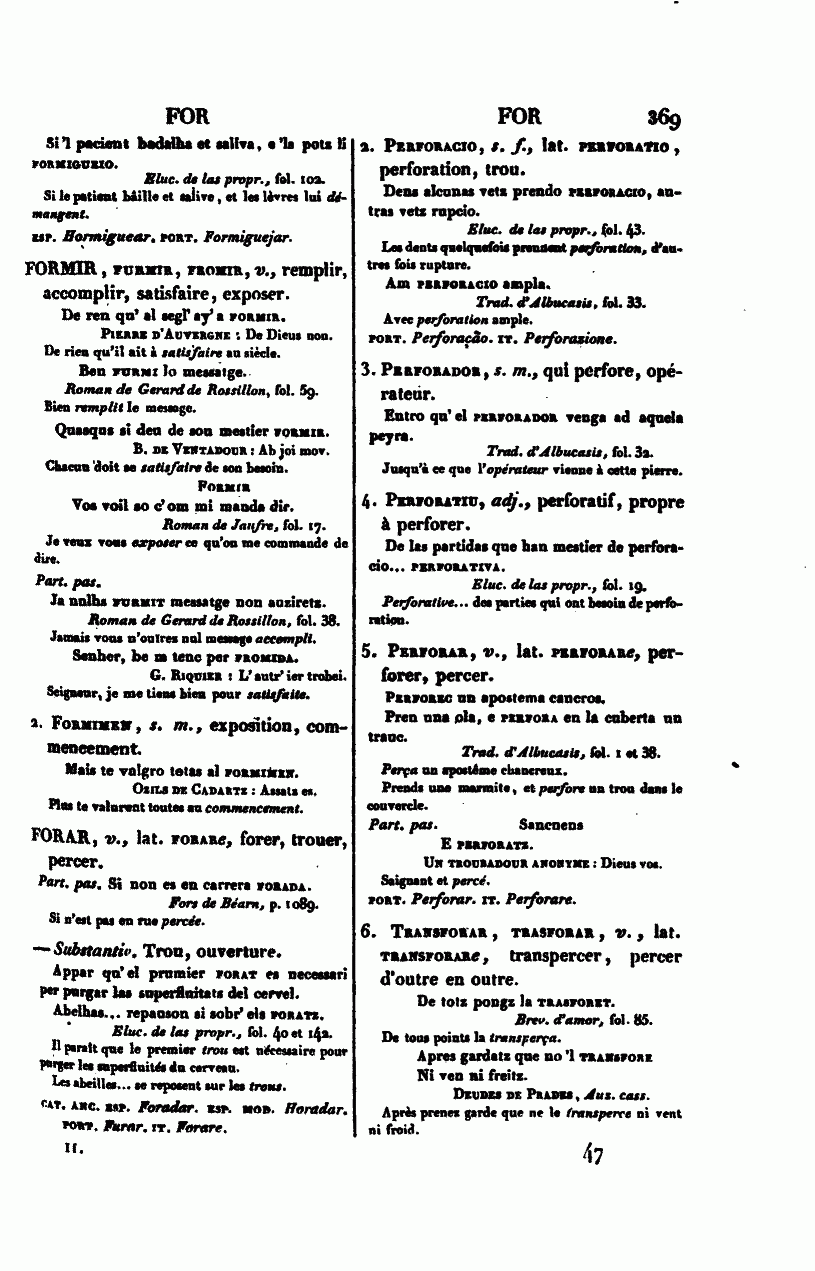 FOR
FOR 369
Si 'l pacient badalha et saliva, e 'ls pots li
FORMIGUEIO.
Eluc. de las propr., fol. 102.
Si le patient bâille et salive, et les lèvres lui dé-
mangent.
ESP. Hormiguear. PORT. Formiguejar.
FORMIR, FURMIR, FROMIR, v., remplir,
accomplir, satisfaire, exposer.
De ren qu' al segl' ay' a FORMIR.
PIERRE D'AUVERGNE : De Dieus non.
De rien qu'il ait à satisfaire au siècle.
Ben FURMI lo messatge.
Roman de Gerard de Rossillon, fol. 59.
Bien remplit le message.
Quasqus si deu de son mestier FORMIR.
B. DE VENTADOUR : Ab joi mov.
Chacun doit se satisfaire de son besoin.
FORMIR
Vos voil so c' om mi manda dir.
Roman de Jaufre, fol. 17.
Je veux vous exposer ce qu'on me commande de
dire.
Part. pas.
Ja nulhs FURMIT messatge non auziretz.
Roman de Gerard de Rossillon, fol. 38.
Jamais vous n'ouïrez nul message accompli.
Senher, be m tenc per FROMIDA.
G. RIQUIER : L' autr' ier trobei.
Seigneur, je me tiens bien pour satisfaite.
2. FORMIMEN, s. m., exposition, com-
mencement.
Mais te valgro totas al FORMIMEN.
OZILS DE CADARTZ : Assatz es.
Plus te valurent toutes au commencement.
FORAR, v., lat. FORARe, forer, trouer,
percer.
Part. pas. Si non es en carrera FORADA.
Fors de Béarn, p. 1089.
Si n'est pas en rue percée.
— Substantiv. Trou, ouverture.
Appar qu' el prumier FORAT es necessari
per purgar las superfluitats del cervel.
Abelhas... repauson si sobr' els FORATZ.
Eluc. de las propr., fol. 40 et 142.
Il paraît que le premier trou est nécessaire pour
purger les superfluités du cerveau.
Les abeilles... se reposent sur les trous.
CAT. ANC. ESP. Foradar. ESP. MOD. Horadar.
PORT. Furar. IT. Forare.
II.
2. PERFORACIO, s. f., lat. PERFORATIO,
perforation, trou.
Dens alcunas vetz prendo PERFORACIO, au-
tras vetz rupcio.
Eluc. de las propr., fol. 43.
Les dents quelquefois prennent perforation, d'au-
tres fois rupture.
Am PERFORACIO ampla.
Trad. d'Albucasis, fol. 33.
Avec perforation ample.
PORT. Perforação. IT. Perforazione.
3. PERFORADOR, s. m., qui perfore, opé-
rateur.
Entro qu' el PERFORADOR venga ad aquela
peyra.
Trad. d'Albucasis, fol. 32.
Jusqu'à ce que l'opérateur vienne à cette pierre.
4. PERFORATIU, adj., perforatif, propre
à perforer.
De las partidas que han mestier de perfora-
cio... PERFORATIVA.
Eluc. de las propr., fol. 19.
Perforative... des parties qui ont besoin de perfo-
ration.
5. PERFORAR, v., lat. PERFORARe, per-
forer, percer.
PERFOREC un apostema cancros.
Pren una ola, e PERFORA en la cuberta un
trauc.
Trad. d'Albucasis, fol. 1 et 38.
Perça un apostême chancreux.
Prends une marmite, et perfore un trou dans le
couvercle.
Part. pas. Sancnens
E PERFORATZ.
UN TROUBADOUR ANONYME : Dieus vos.
Saignant et percé.
PORT. Perforar. IT. Perforare.
6. TRANSFORAR, TRASFORAR, v., lat.
TRANSFORARe, transpercer, percer
d'outre en outre.
De totz pongz la TRASFORET.
Brev. d'amor, fol. 85.
De tous points la transperça.
Apres gardatz que no 'l TRANSFORE
Ni ven ni freitz.
DEUDES DE PRADES, Aus. cass.
Après prenez garde que ne le transperce ni vent
ni froid.
47